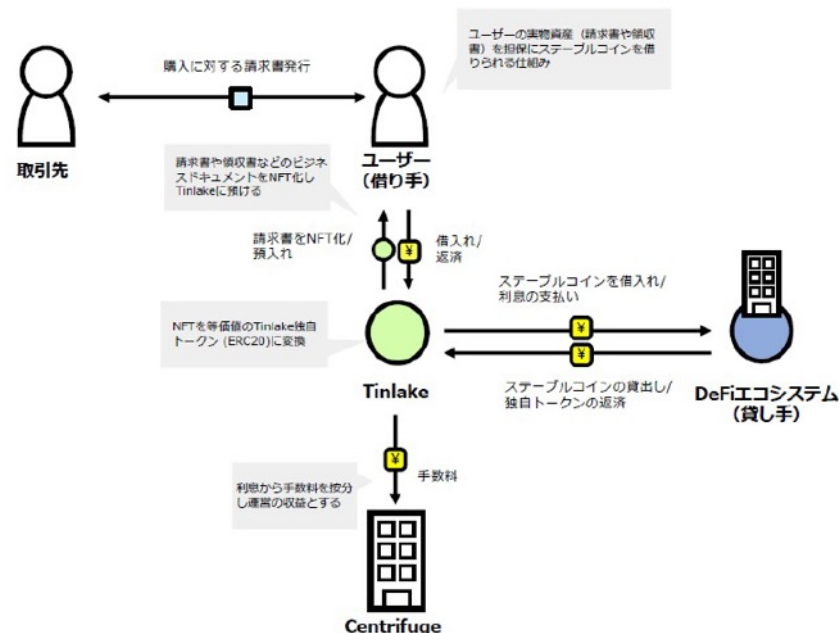 ユーザーの実物資産（請求書や領収
書）を担保にステーブルコインを借
りられる仕組み
購入に対する請求書発行
取引先
ユーザー
（借り手）
請求書や領収書などのビジネ
スドキュメントをNFT化し
Tinlakeに預ける
請求書をNFT化/
預入れ
¥
借入れ/
返済
ステーブルコインを借入れ/
利息の支払い
¥
NFTを等価値のTinlake独自
トークン (ERC20)に変換
¥
ステーブルコインの貸出し/
独自トークンの返済
Tinlake
DeFiエコシステム
（貸し手）
¥
手数料
利息から手数料を按分
し運営の収益とする
Centrifuge